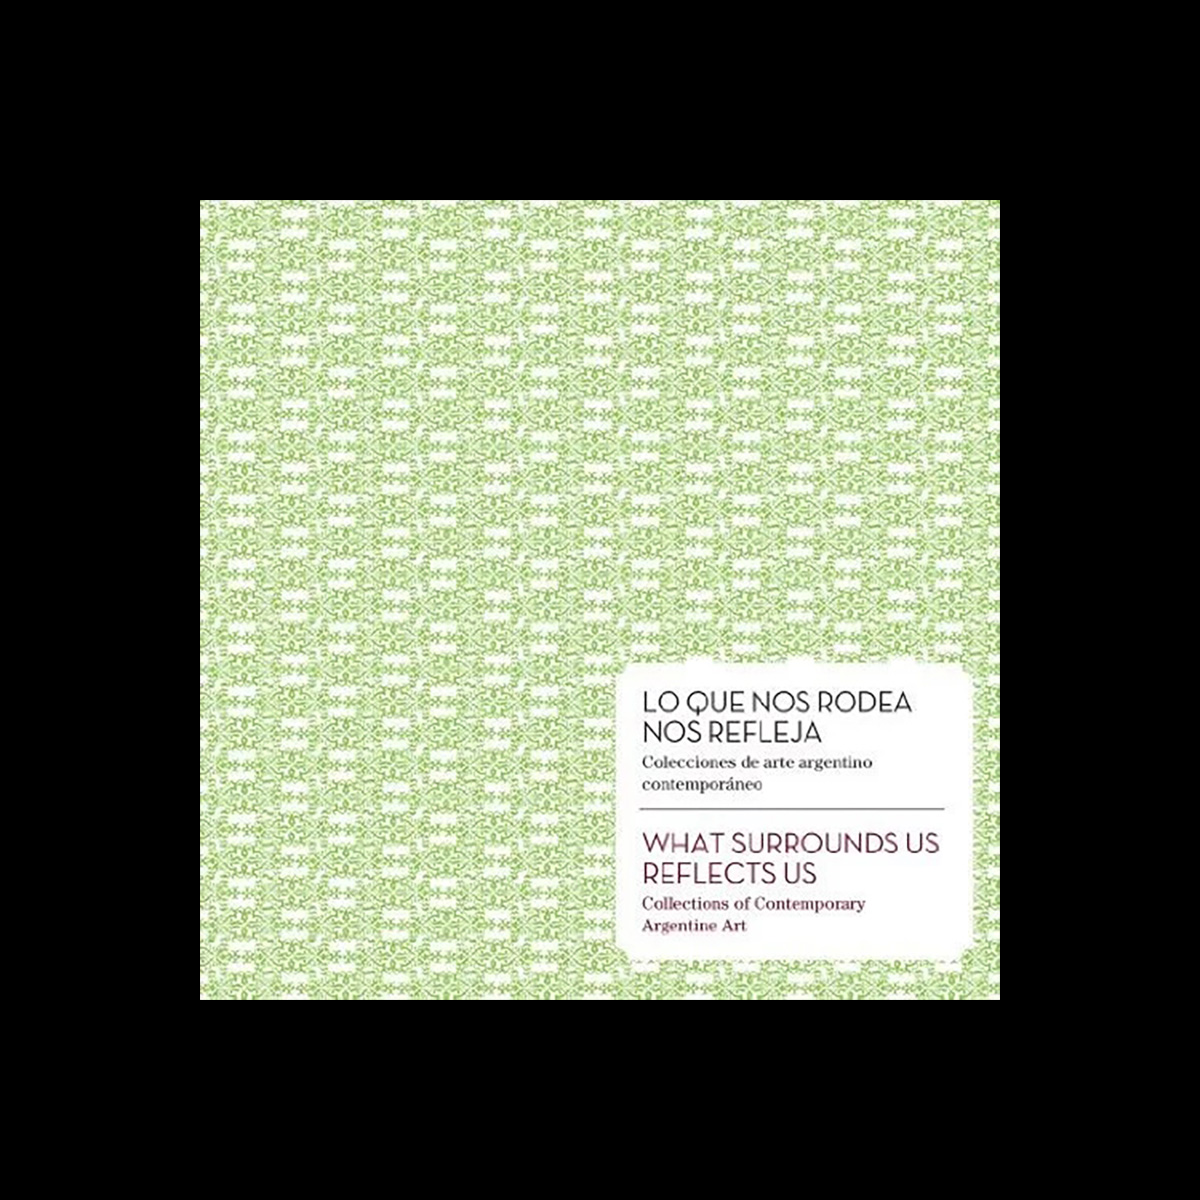 LO QUE NOS RODEA
NOS REFLEJA
Colecciones de arte argentino
contemporáneo
WHAT SURROUNDS US
REFLECTS US
Collections of Contemporary
Argentine Art